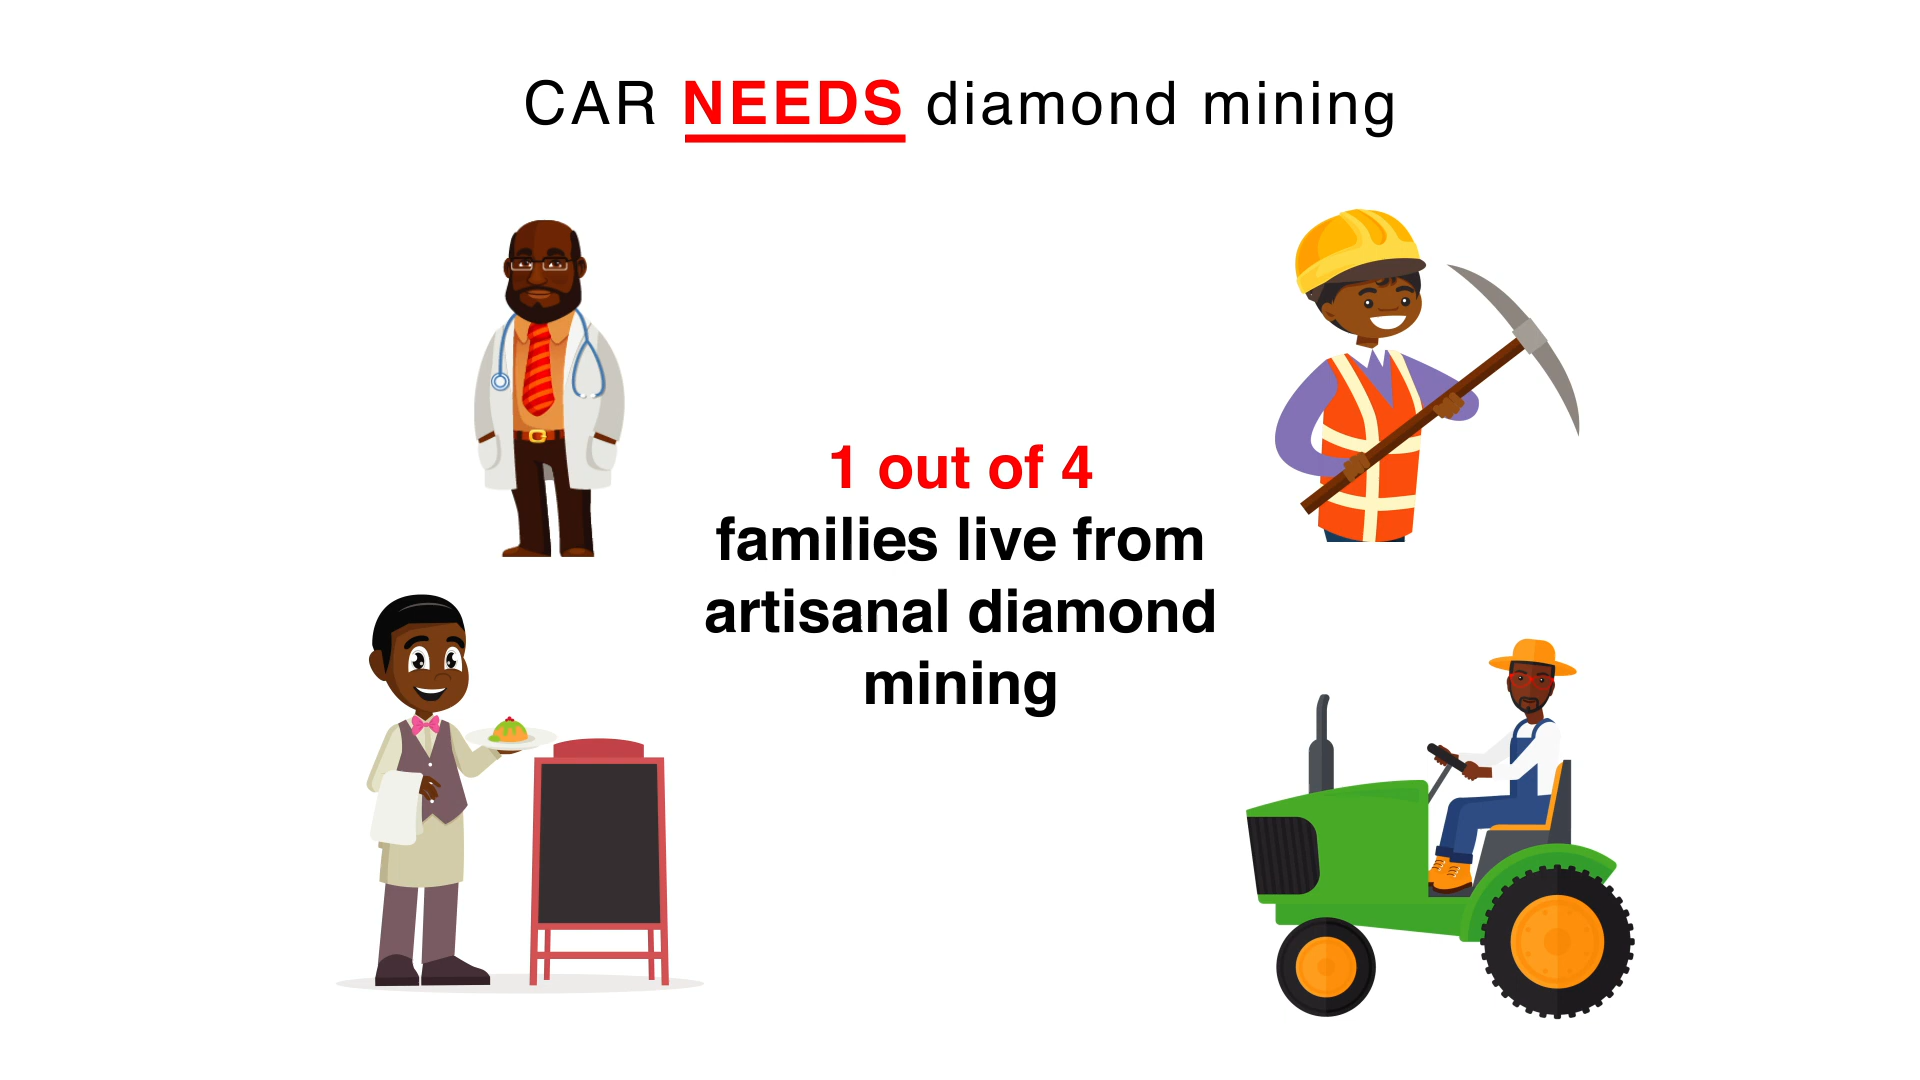 CAR NEEDS diamond mining
1 out of 4
families live from
artisanal diamond
mining